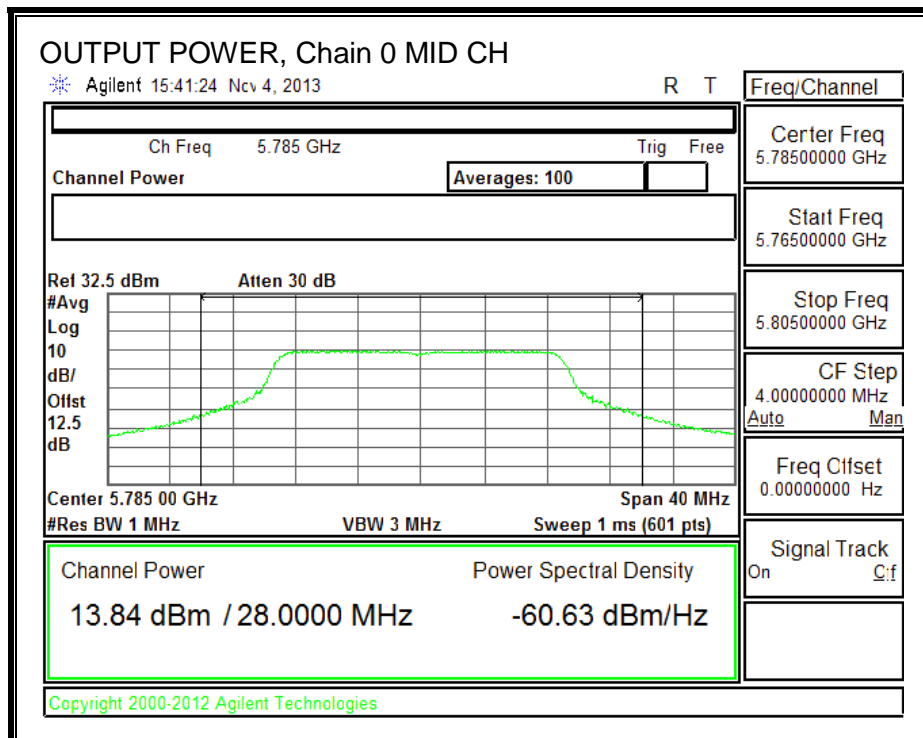 OUTPUT POWER, Chain 0 MID CH
Agilent 15:41:24 Nov 4, 2013 R T
Ch Freq 5.785 GHz Trig Free
Channel Power Averages: 100
Ref 32.5 dBm Atten 30 dB
#Avg
Log
10
dB/
Offst
12.5
dB
Center 5.785 00 GHz Span 40 MHz
#Res BW 1 MHz VBW 3 MHz Sweep 1 ms (601 pts)
Channel Power Power Spectral Density
13.84 dBm / 28.0000 MHz -60.63 dBm/Hz
Copyright 2000-2012 Agilent Technologies
Freq/Channel
Center Freq
5.78500000 GHz
Start Freq
5.76500000 GHz
Stop Freq
5.80500000 GHz
CF Step
4.00000000 MHz
Auto Man
Freq Offset
0.00000000 Hz
Signal Track
On Off